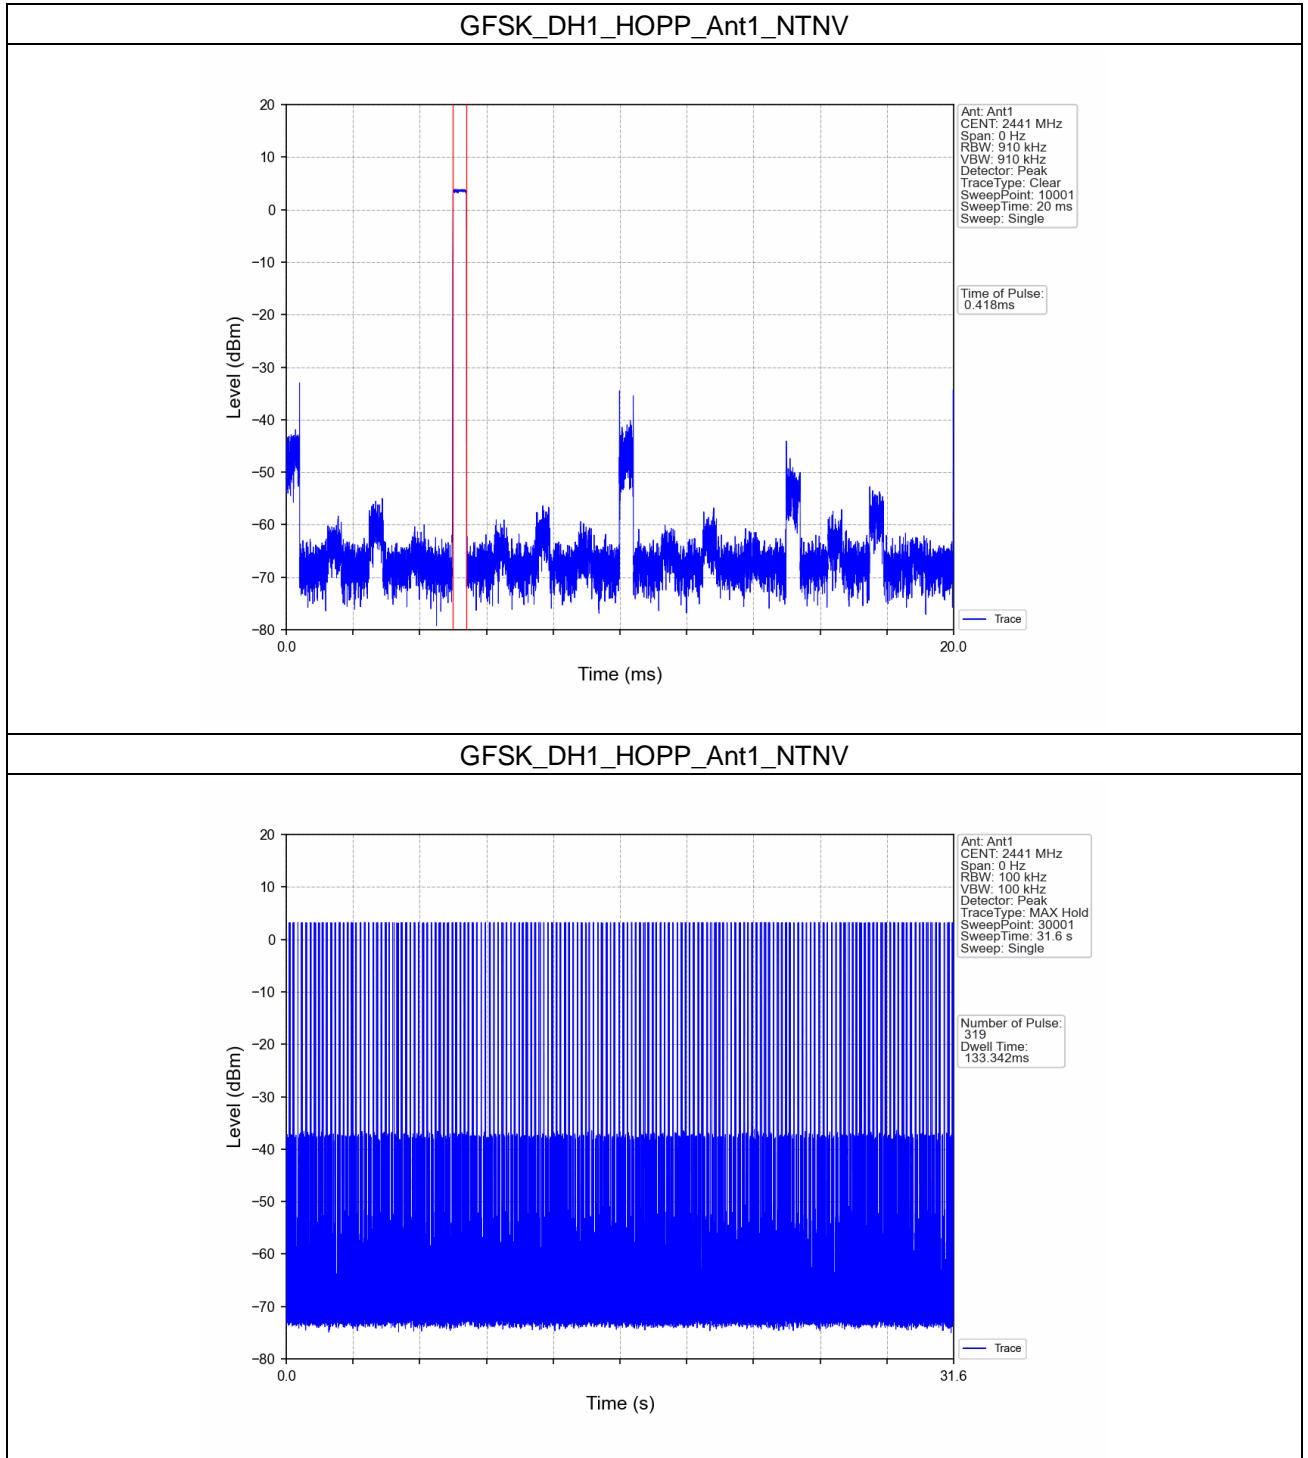 GFSK_DH1_HOPP_Ant1_NTNV
20
10
0
−10
−20
−30
−40
−50
−60
−70
−80
Level (dBm)
0.0
20.0
Time (ms)
Ant: Ant1
CENT: 2441 MHz
Span: 0 Hz
RBW: 910 kHz
VBW: 910 kHz
Detector: Peak
TraceType: Clear
SweepPoint: 10001
SweepTime: 20 ms
Sweep: Single
Time of Pulse:
0.418ms
Trace
GFSK_DH1_HOPP_Ant1_NTNV
20
10
0
−10
−20
−30
−40
−50
−60
−70
−80
Level (dBm)
0.0
31.6
Time (s)
Ant: Ant1
CENT: 2441 MHz
Span: 0 Hz
RBW: 100 kHz
VBW: 100 kHz
Detector: Peak
TraceType: MAX Hold
SweepPoint: 30001
SweepTime: 31.6 s
Sweep: Single
Number of Pulse:
319
Dwell Time:
133.342ms
Trace